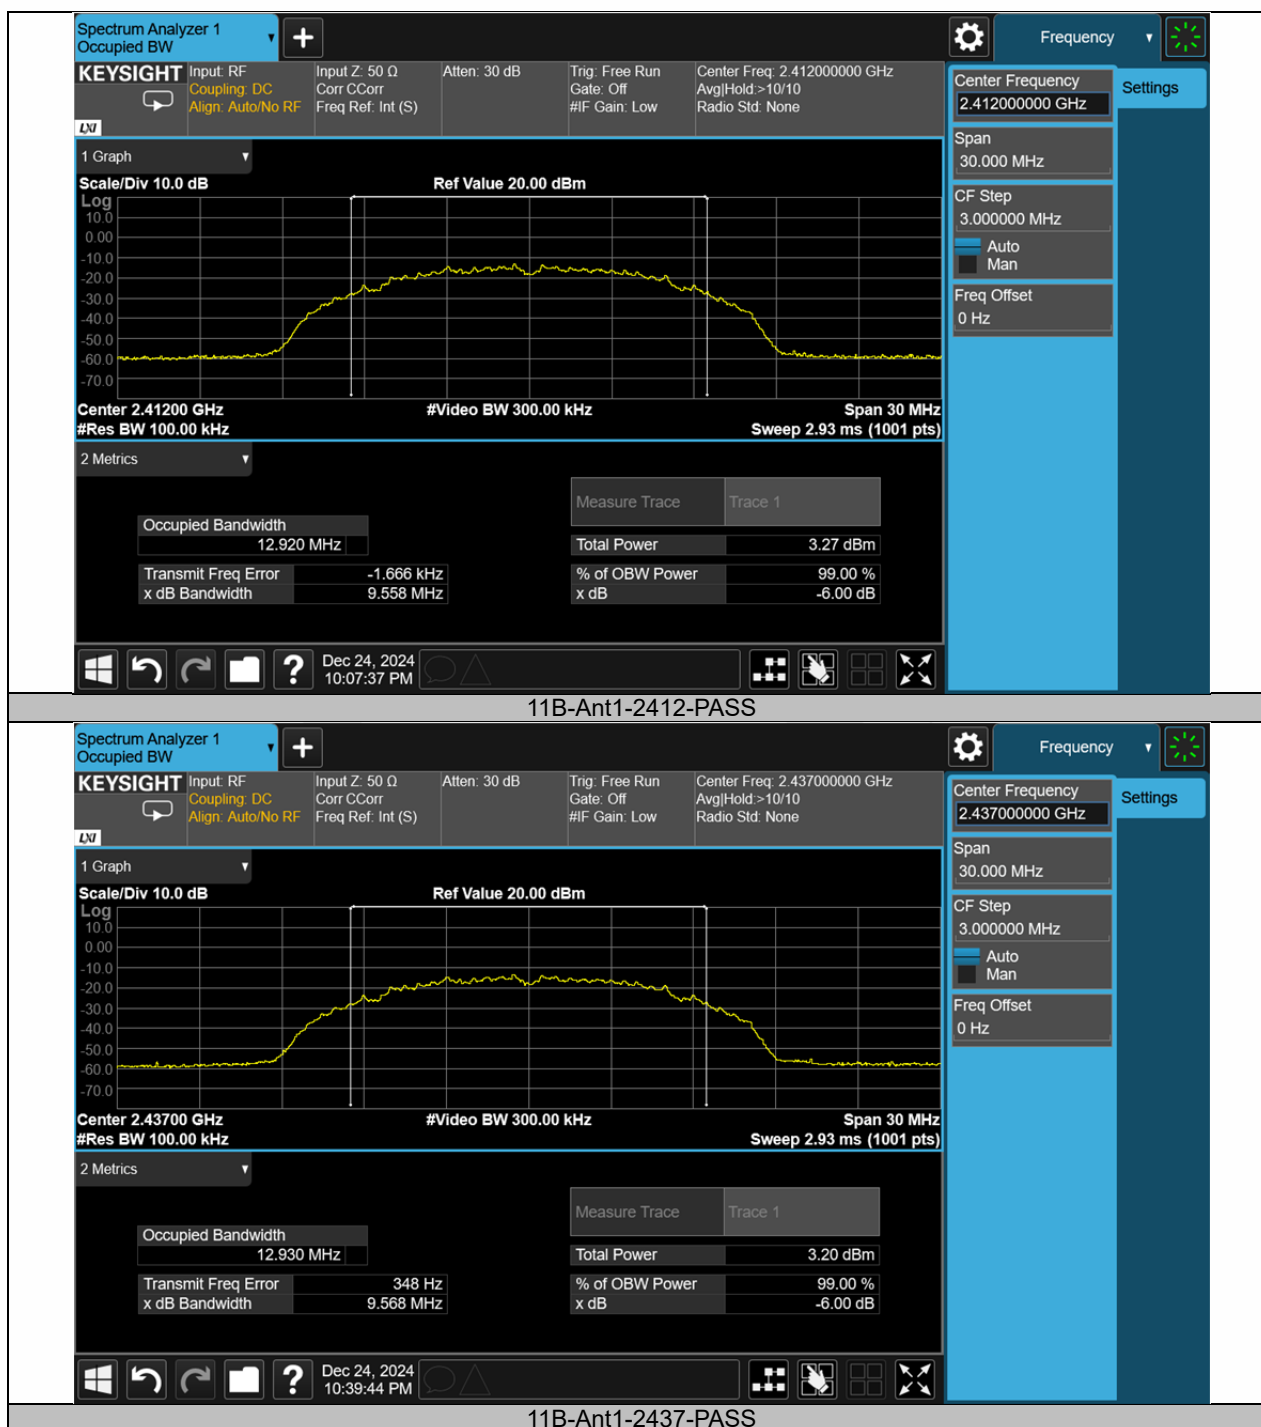 Spectrum Analyzer 1
Occupied BW
Frequency
KEYSIGHT
LXI
Input: RF
Coupling: DC
Align: Auto/No RF
Input Z: 50 Ω
Corr CCorr
Freq Ref: Int (S)
Atten: 30 dB
Trig: Free Run
Gate: Off
#IF Gain: Low
Center Freq: 2.412000000 GHz
Avg|Hold:>10/10
Radio Std: None
Center Frequency
2.412000000 GHz
Settings
Span
30.000 MHz
CF Step
3.000000 MHz
Auto
Man
Freq Offset
0 Hz
1 Graph
Scale/Div 10.0 dB
Ref Value 20.00 dBm
Log
10.0
0.00
-10.0
-20.0
-30.0
-40.0
-50.0
-60.0
-70.0
Center 2.41200 GHz
#Video BW 300.00 kHz
Span 30 MHz
#Res BW 100.00 kHz
Sweep 2.93 ms (1001 pts)
2 Metrics
Measure Trace Trace 1
Occupied Bandwidth
12.920 MHz
Total Power 3.27 dBm
Transmit Freq Error -1.666 kHz
% of OBW Power 99.00 %
x dB Bandwidth 9.558 MHz
x dB -6.00 dB
?
Dec 24, 2024
10:07:37 PM
11B-Ant1-2412-PASS
Spectrum Analyzer 1
Occupied BW
Frequency
KEYSIGHT
LXI
Input: RF
Coupling: DC
Align: Auto/No RF
Input Z: 50 Ω
Corr CCorr
Freq Ref: Int (S)
Atten: 30 dB
Trig: Free Run
Gate: Off
#IF Gain: Low
Center Freq: 2.437000000 GHz
Avg|Hold:>10/10
Radio Std: None
Center Frequency
2.437000000 GHz
Settings
Span
30.000 MHz
CF Step
3.000000 MHz
Auto
Man
Freq Offset
0 Hz
1 Graph
Scale/Div 10.0 dB
Ref Value 20.00 dBm
Log
10.0
0.00
-10.0
-20.0
-30.0
-40.0
-50.0
-60.0
-70.0
Center 2.43700 GHz
#Video BW 300.00 kHz
Span 30 MHz
#Res BW 100.00 kHz
Sweep 2.93 ms (1001 pts)
2 Metrics
Measure Trace Trace 1
Occupied Bandwidth
12.930 MHz
Total Power 3.20 dBm
Transmit Freq Error 348 Hz
% of OBW Power 99.00 %
x dB Bandwidth 9.568 MHz
x dB -6.00 dB
?
Dec 24, 2024
10:39:44 PM
11B-Ant1-2437-PASS